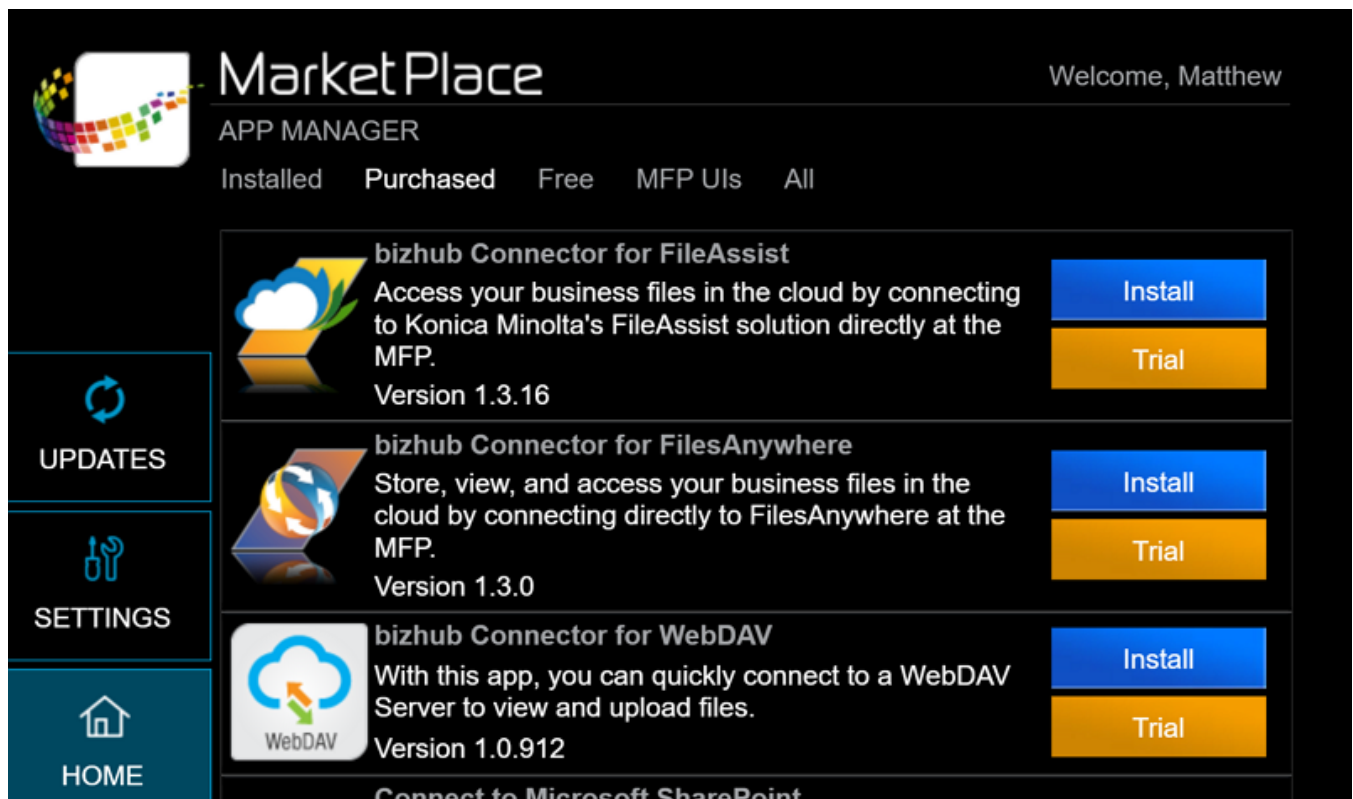 MarketPlace
Welcome, Matthew
APP MANAGER
Installed Purchased Free MFP UIs All
bizhub Connector for FileAssist
Access your business files in the cloud by connecting
to Konica Minolta's FileAssist solution directly at the
MFP.
Version 1.3.16
Install
Trial
bizhub Connector for FilesAnywhere
Store, view, and access your business files in the
cloud by connecting directly to FilesAnywhere at the
MFP.
Version 1.3.0
Install
Trial
WebDAV
bizhub Connector for WebDAV
With this app, you can quickly connect to a WebDAV
Server to view and upload files.
Version 1.0.912
Install
Trial
Connect to Microsoft SharePoint
UPDATES
SETTINGS
HOME